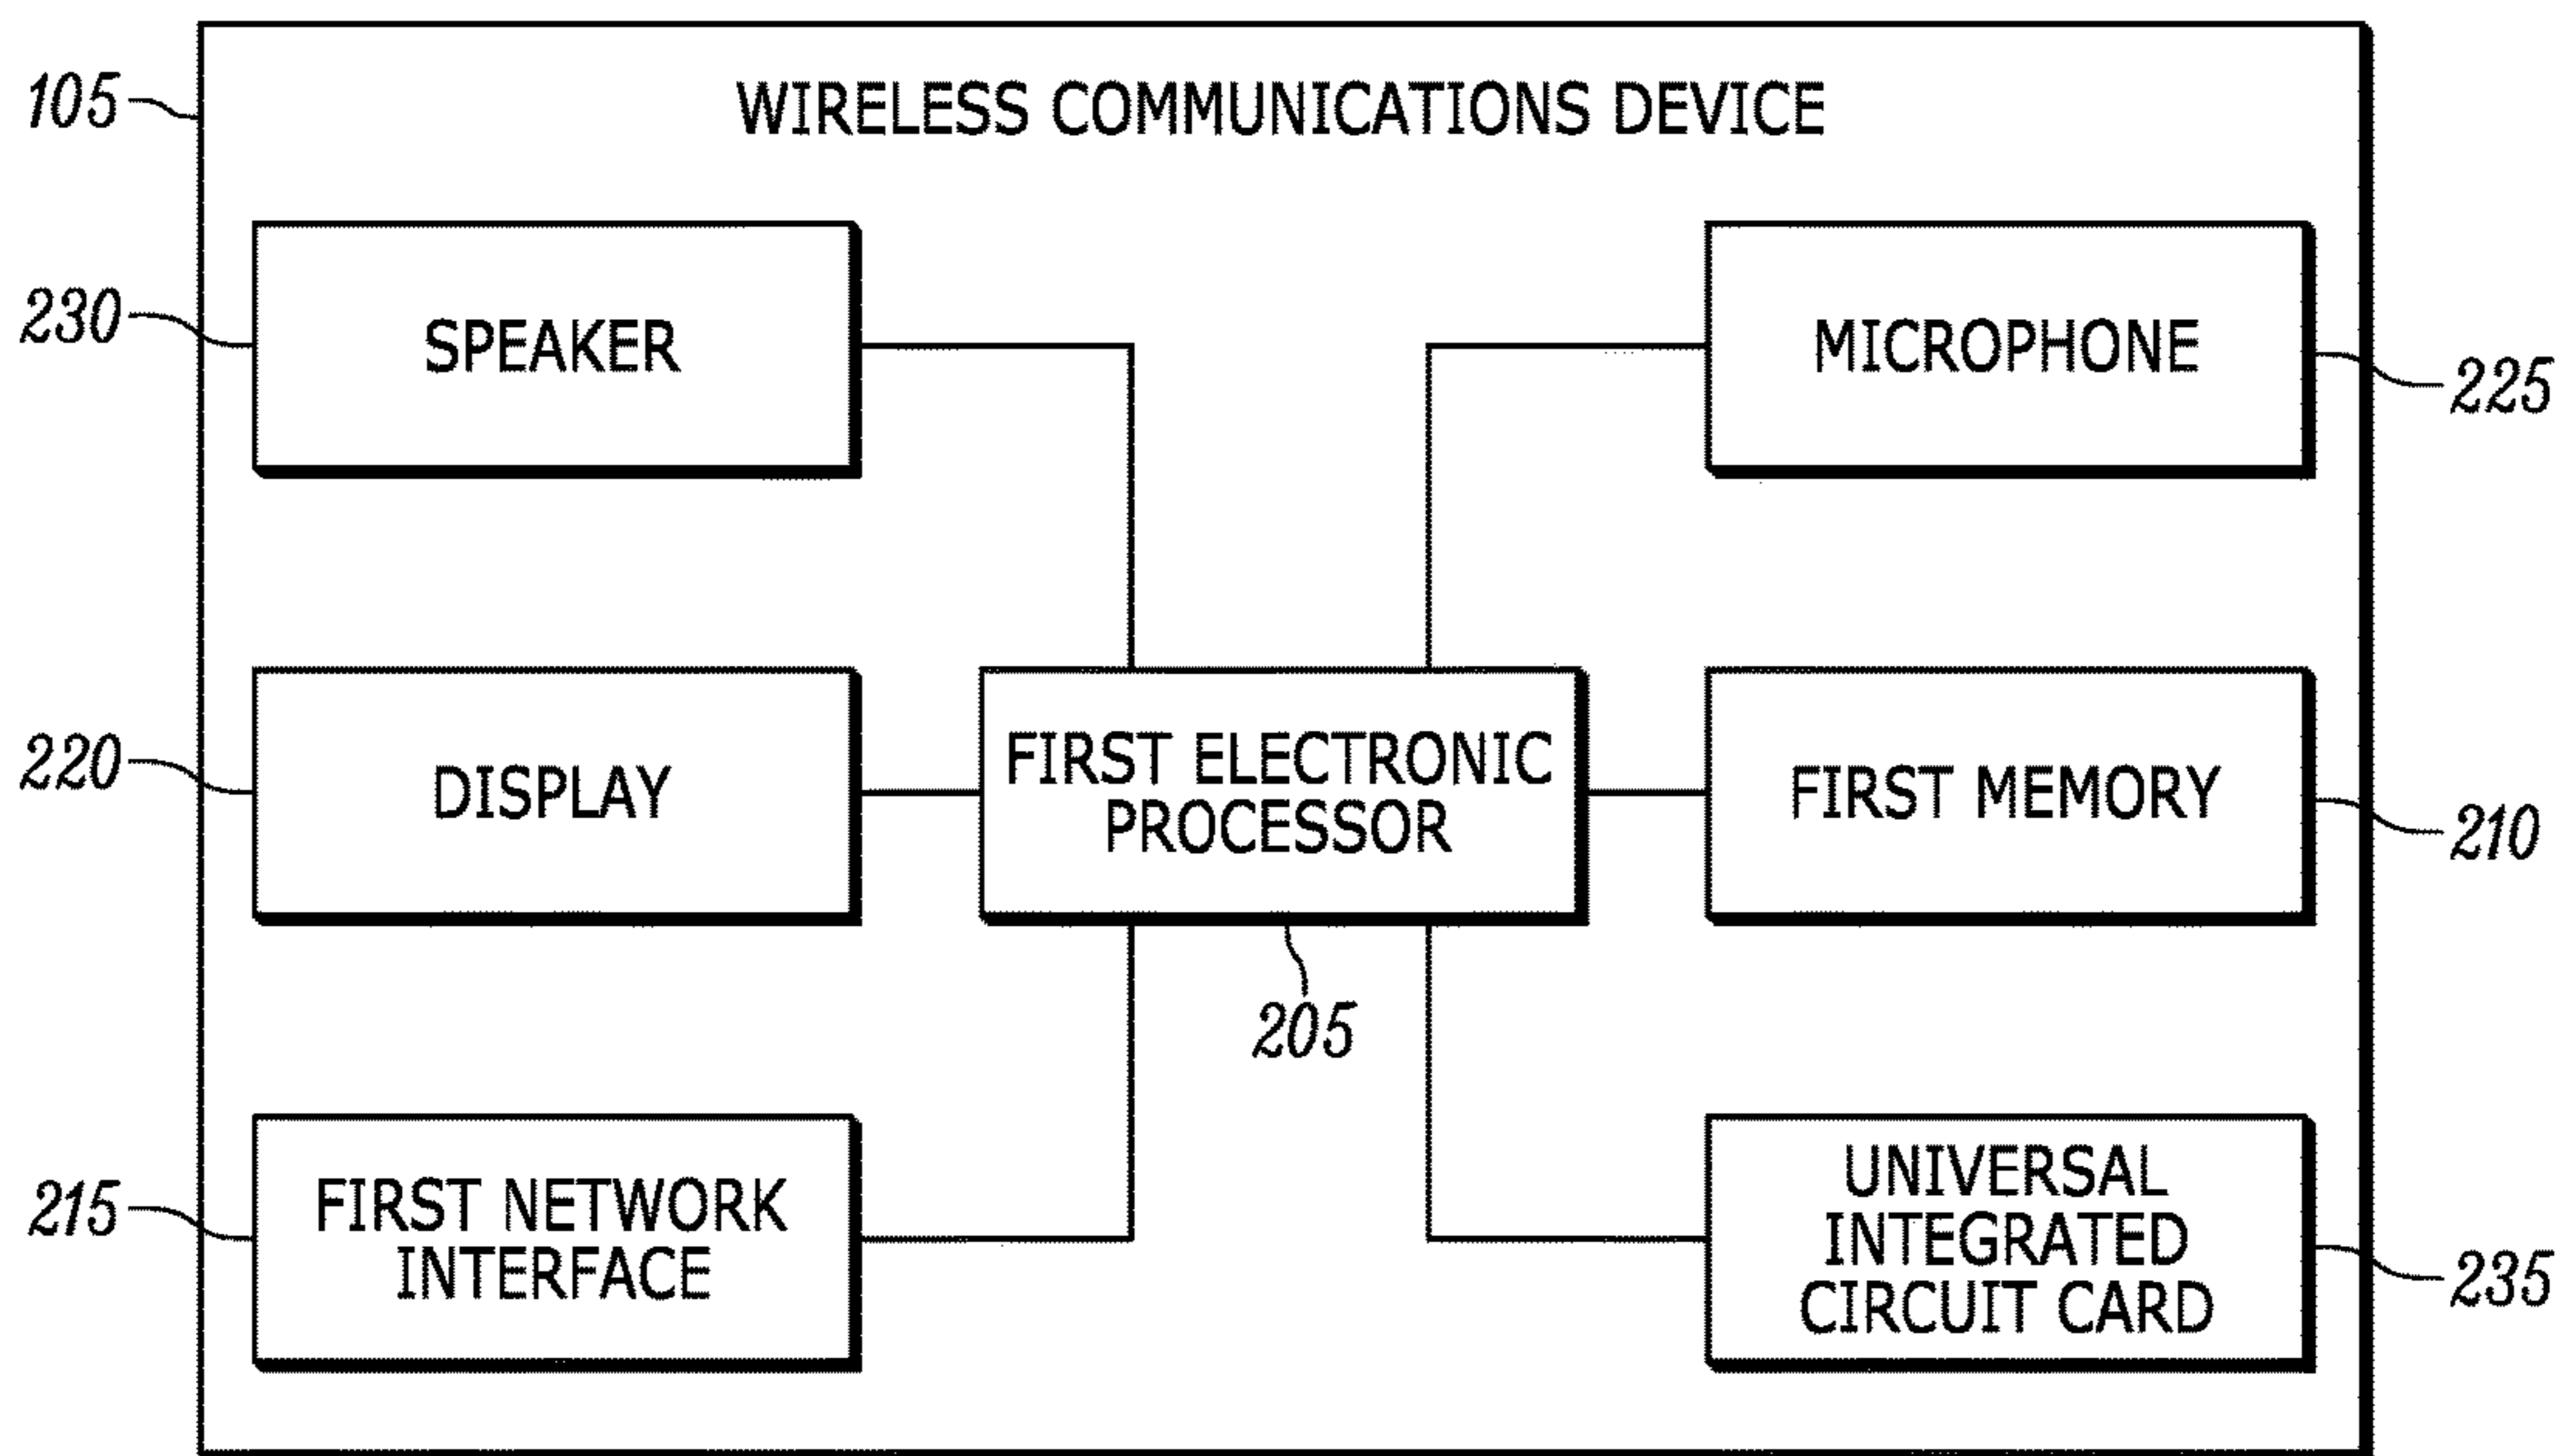 105
WIRELESS COMMUNICATIONS DEVICE
230
SPEAKER
MICROPHONE
225
220
DISPLAY
FIRST ELECTRONIC
PROCESSOR
FIRST MEMORY
210
205
215
FIRST NETWORK
INTERFACE
UNIVERSAL
INTEGRATED
CIRCUIT CARD
235